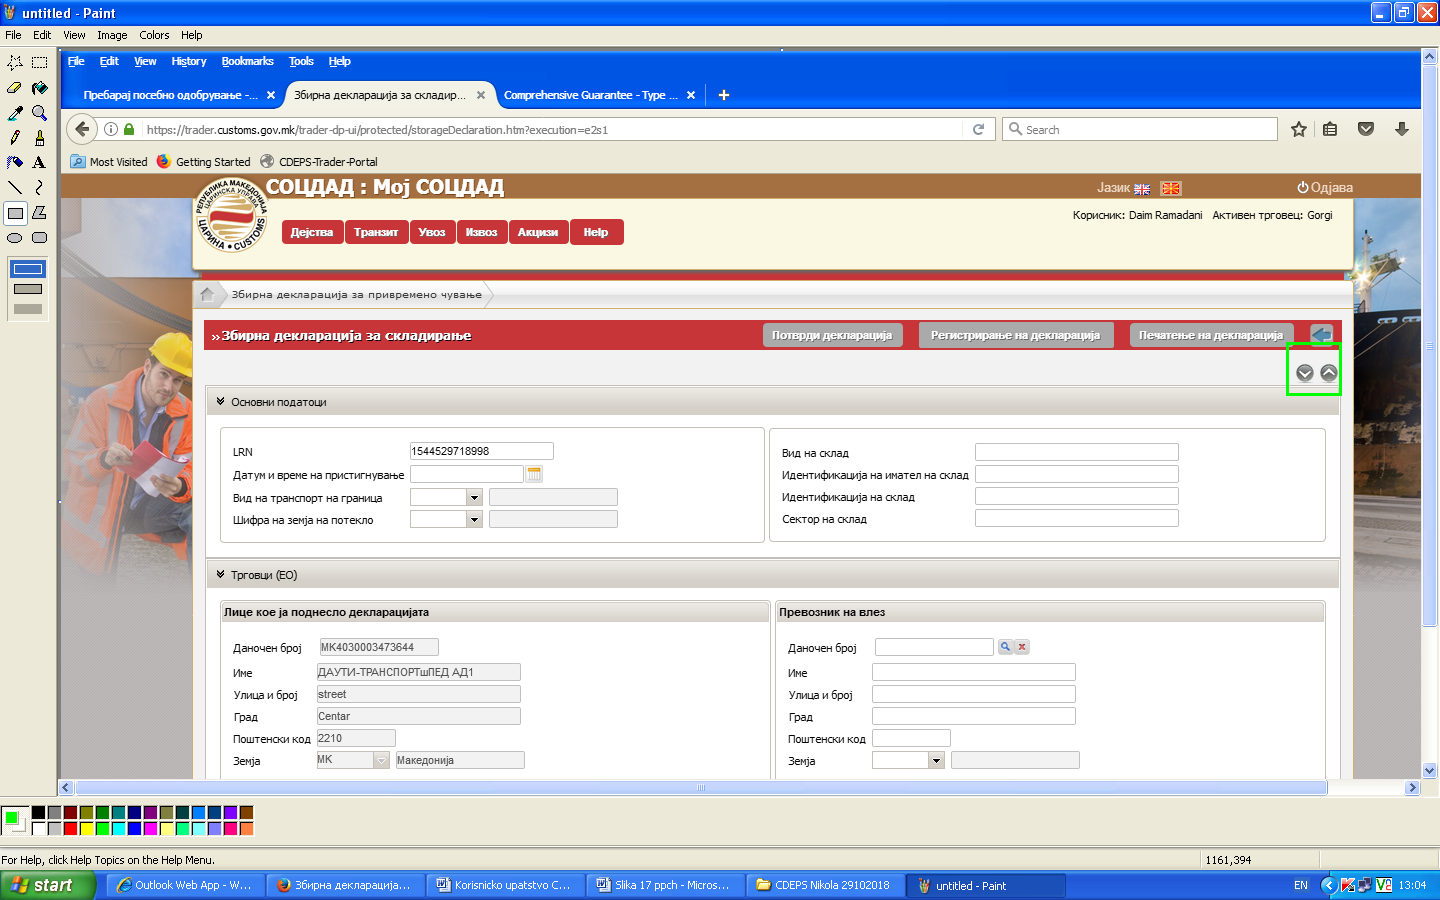 untitled - Paint
File Edit View Image Colors Help
File Edit View History Bookmarks Tools Help
Пребарај посебно одобрување -... Збирна декларација за складир... Comprehensive Guarantee - Type ...
https://trader.customs.gov.mk/trader-dp-ui/protected/storageDeclaration.htm?execution=e2s1 Search
Most Visited Getting Started CDEPS-Trader-Portal
СОЦДАД : Мој СОЦДАД Јазик Одјава
РЕПУБЛИКА МАКЕДОНИЈА ЦАРИНСКА УПРАВА ЦАРИНА • CUSTOMS
Корисник: Daim Ramadani Активен трговец: Gorgi
Дејства Транзит Увоз Извоз Акцизи Help
Збирна декларација за привремено чување
»Збирна декларација за складирање Потврди декларација Регистрирање на декларација Печатење на декларација
Основни податоци
LRN 1544529718998
Датум и време на пристигнување
Вид на транспорт на граница
Шифра на земја на потекло
Вид на склад
Идентификација на имател на склад
Идентификација на склад
Сектор на склад
Трговци (ЕО)
Лице кое ја поднесло декларацијата
Даночен број MK4030003473644
Име ДАУТИ-ТРАНСПОРТшПЕД АД1
Улица и број street
Град Centar
Поштенски код 2210
Земја MK Македонија
Превозник на влез
Даночен број
Име
Улица и број
Град
Поштенски код
Земја
For Help, click Help Topics on the Help Menu. 1161,394
start Outlook Web App - W... Збирна декларација... Korisnicko upatstvo C... Slika 17 ppch - Micros... CDEPS Nikola 29102018 untitled - Paint EN 13:04